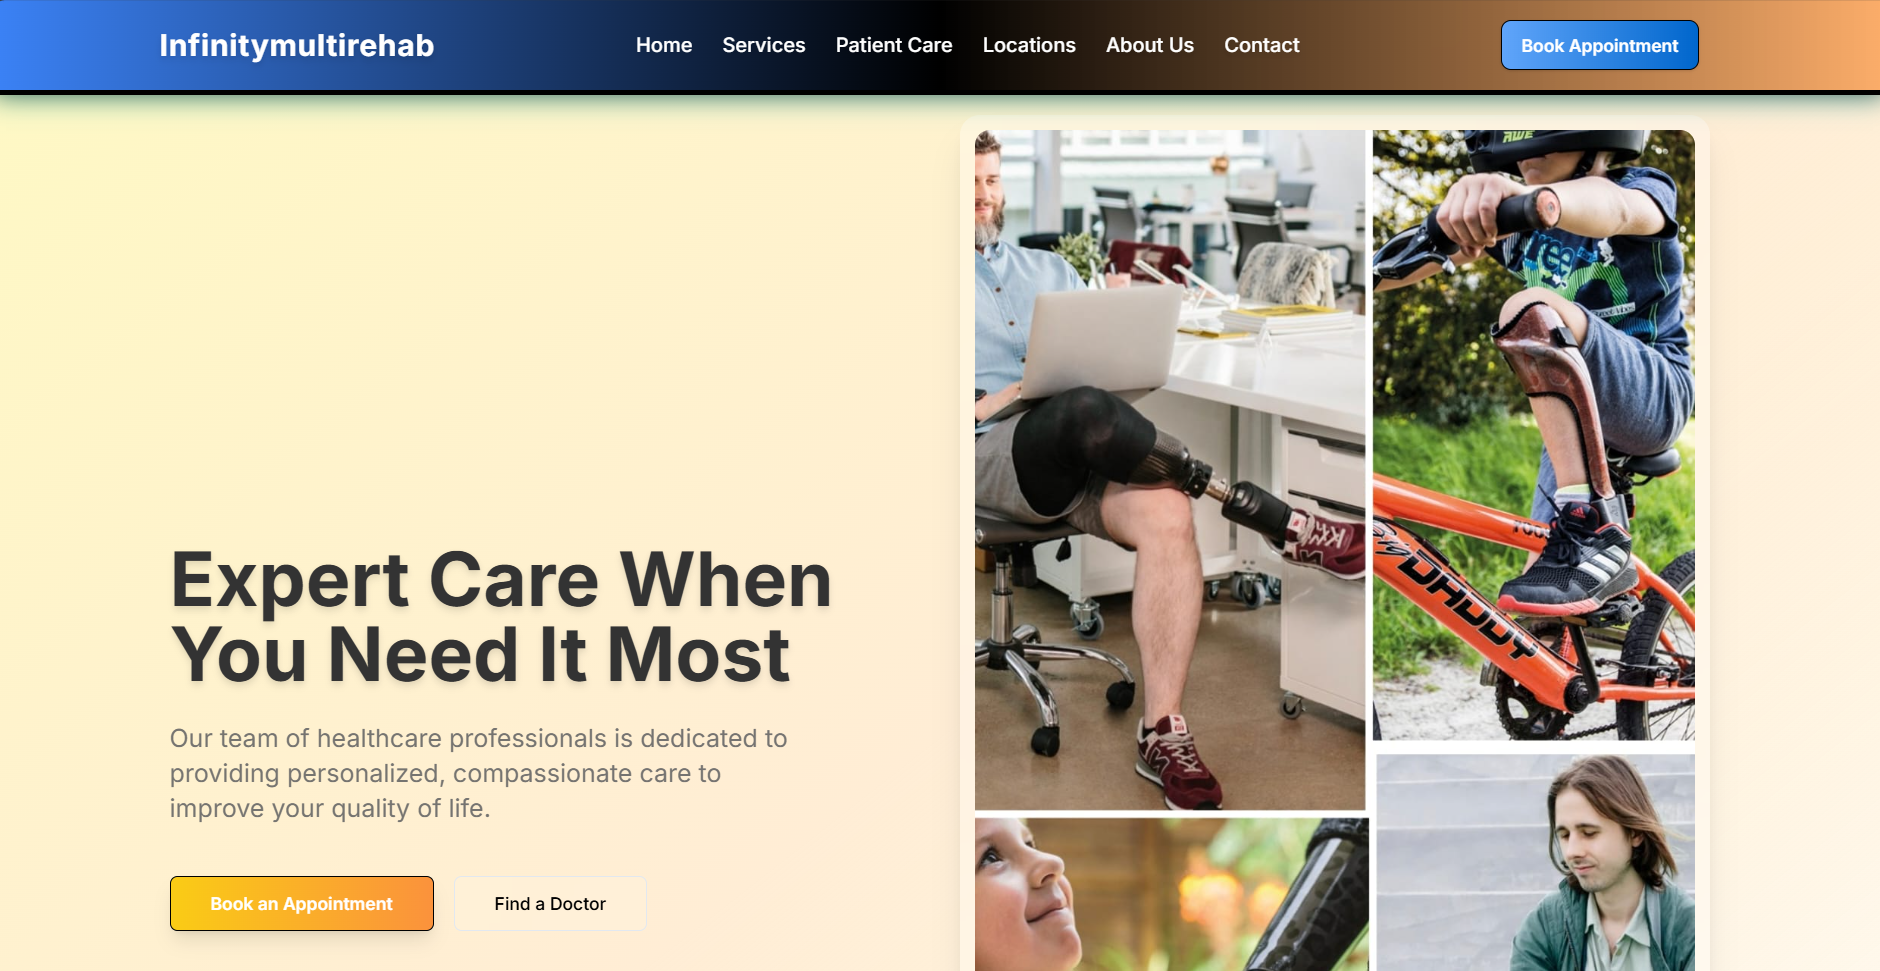 Infinitymultirehab
Home Services Patient Care Locations About Us Contact
Book Appointment
Expert Care When
You Need It Most
Our team of healthcare professionals is dedicated to
providing personalized, compassionate care to
improve your quality of life.
Book an Appointment
Find a Doctor
AWE
DADDY